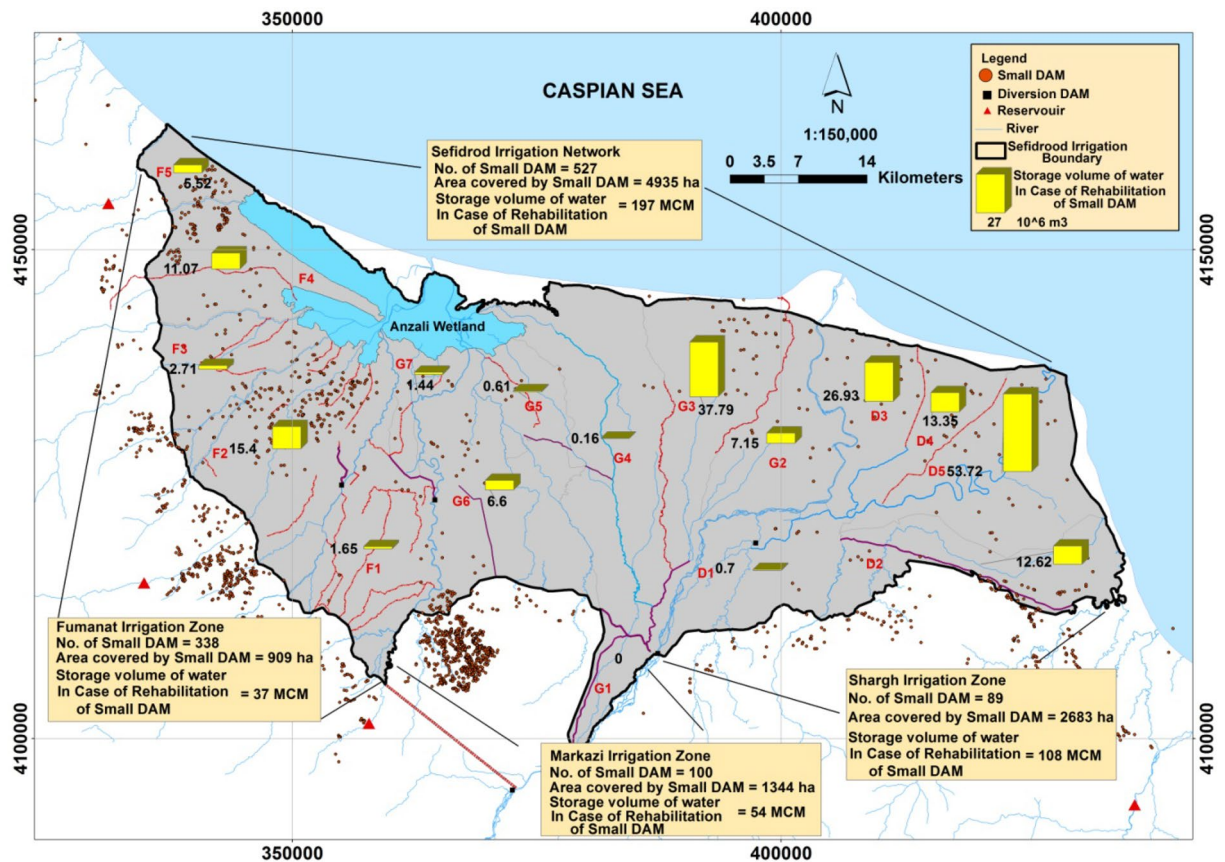 350000
400000
CASPIAN SEA
N
1:150,000
0 3.5 7 14
Kilometers
Legend
Small DAM
Diversion DAM
Reservouir
River
Sefidrood Irrigation
Boundary
Storage volume of water
In Case of Rehabilitation
of Small DAM
27 10^6 m3
Sefidrod Irrigation Network
No. of Small DAM = 527
Area covered by Small DAM = 4935 ha
Storage volume of water
In Case of Rehabilitation = 197 MCM
of Small DAM
4150000
4150000
F5
5.52
11.07
F4
Anzali Wetland
F3
2.71
G7
1.44
0.61
G5
G3
37.79
26.93
D3
13.35
D4
F2
15.4
0.16
G4
7.15
G2
D5
53.72
G6
6.6
1.65
F1
D1
0.7
D2
12.62
G1
0
Fumanat Irrigation Zone
No. of Small DAM = 338
Area covered by Small DAM = 909 ha
Storage volume of water
In Case of Rehabilitation = 37 MCM
of Small DAM
Shargh Irrigation Zone
No. of Small DAM = 89
Area covered by Small DAM = 2683 ha
Storage volume of water
In Case of Rehabilitation = 108 MCM
of Small DAM
Markazi Irrigation Zone
No. of Small DAM = 100
Area covered by Small DAM = 1344 ha
Storage volume of water
In Case of Rehabilitation = 54 MCM
of Small DAM
4100000
4100000
350000
400000